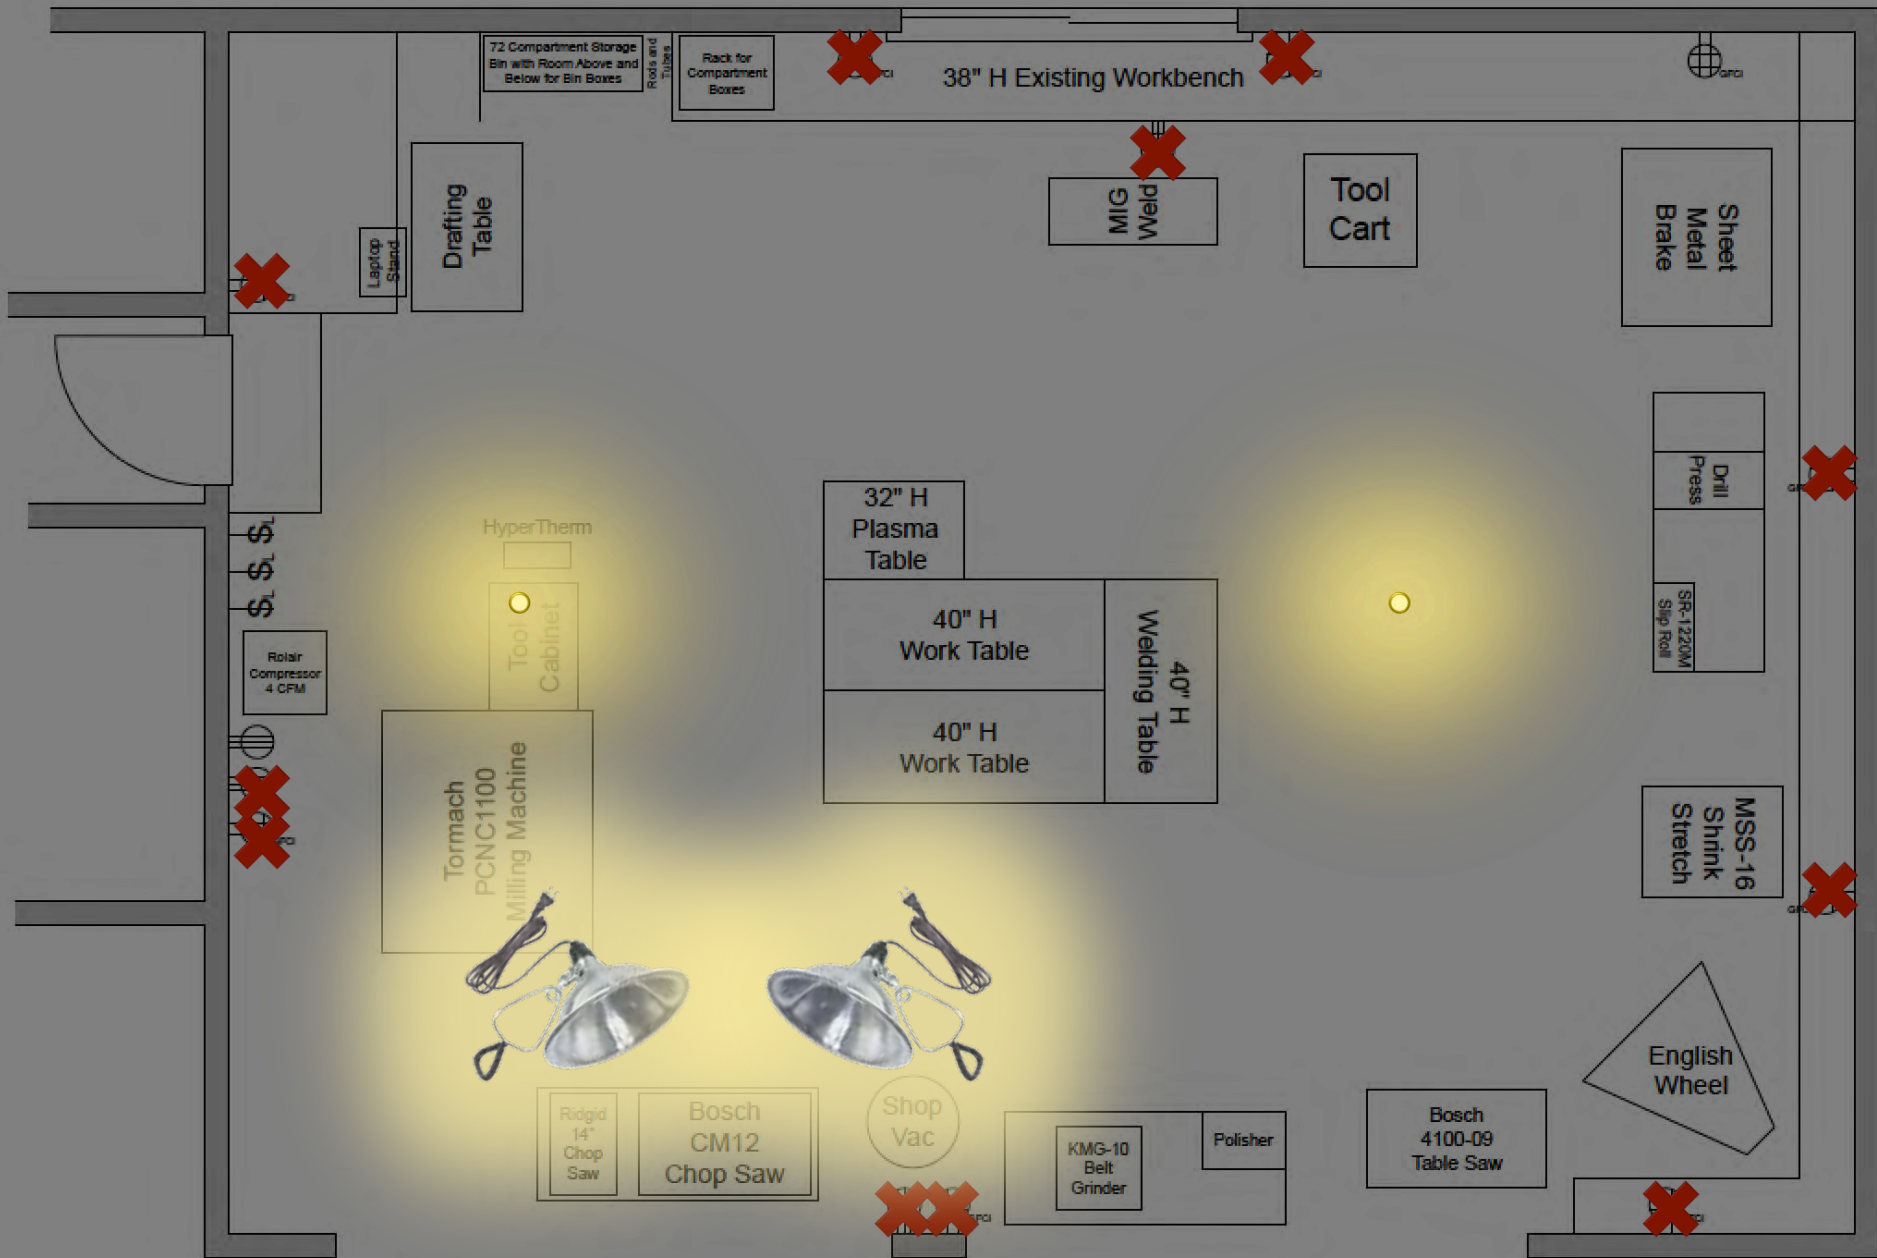 72 Compartment Storage
Bin with Room Above and
Below for Bin Boxes
Rods and
Tubes
Rack for
Compartment
Boxes
GFCI
38" H Existing Workbench
GFCI
Drafting
Table
Laptop
Stand
MIG
Weld
Tool
Cart
Sheet
Metal
Brake
Drill
Press
SR-1220M
Slip Roll
HyperTherm
Tool
Cabinet
32" H
Plasma
Table
40" H
Work Table
40" H
Work Table
40" H
Welding Table
$L
$L
$L
Rolair
Compressor
4 CFM
Tormach
PCNC1100
Milling Machine
MSS-16
Shrink
Stretch
English
Wheel
Ridgid
14"
Chop
Saw
Bosch
CM12
Chop Saw
Shop
Vac
GFCI
KMG-10
Belt
Grinder
Polisher
Bosch
4100-09
Table Saw